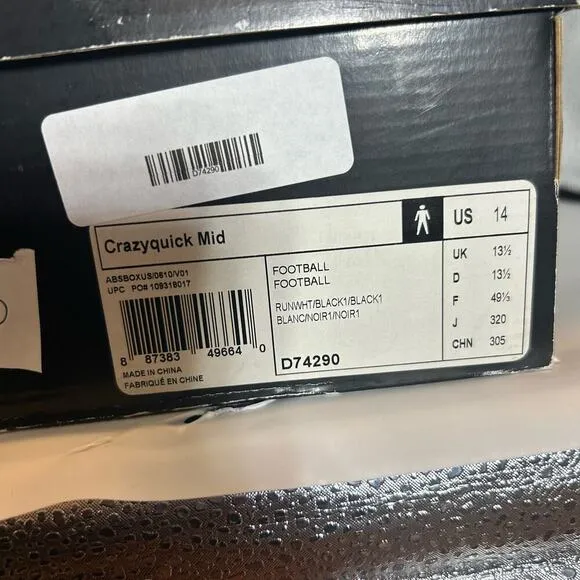 D74290
Crazyquick Mid
US 14
ABSBOXUS/0610/V01
UPC PO# 109318017
FOOTBALL
FOOTBALL
RUNWHT/BLACK1/BLACK1
BLANC/NOIR1/NOIR1
UK 13½
D 13½
F 49⅓
J 320
CHN 305
8 87383 49664 0
D74290
MADE IN CHINA
FABRIQUÉ EN CHINE